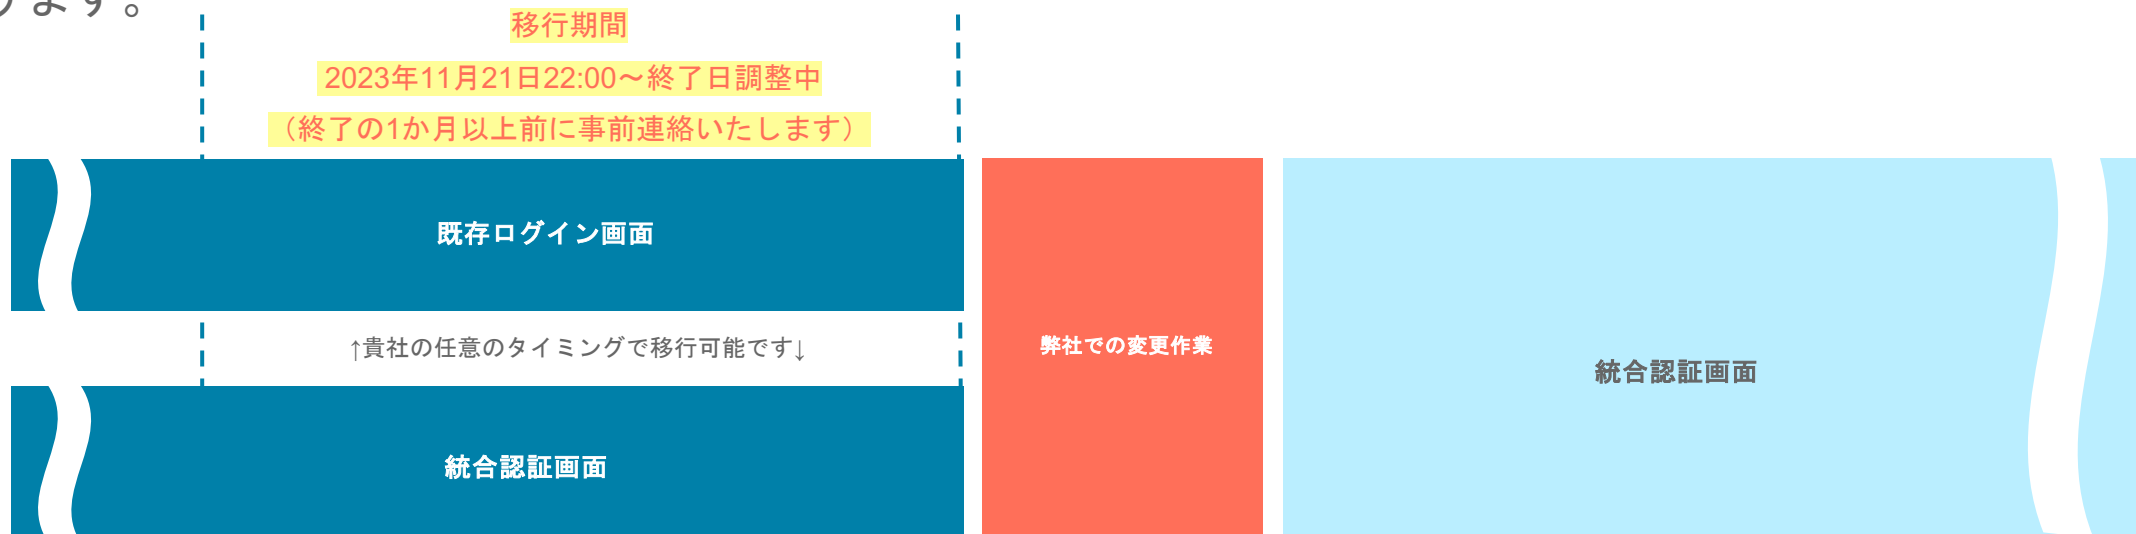 ります。
移行期間
2023年11月21日22:00～終了日調整中
（終了の1か月以上前に事前連絡いたします）
既存ログイン画面
↑貴社の任意のタイミングで移行可能です↓
弊社での変更作業
統合認証画面
統合認証画面